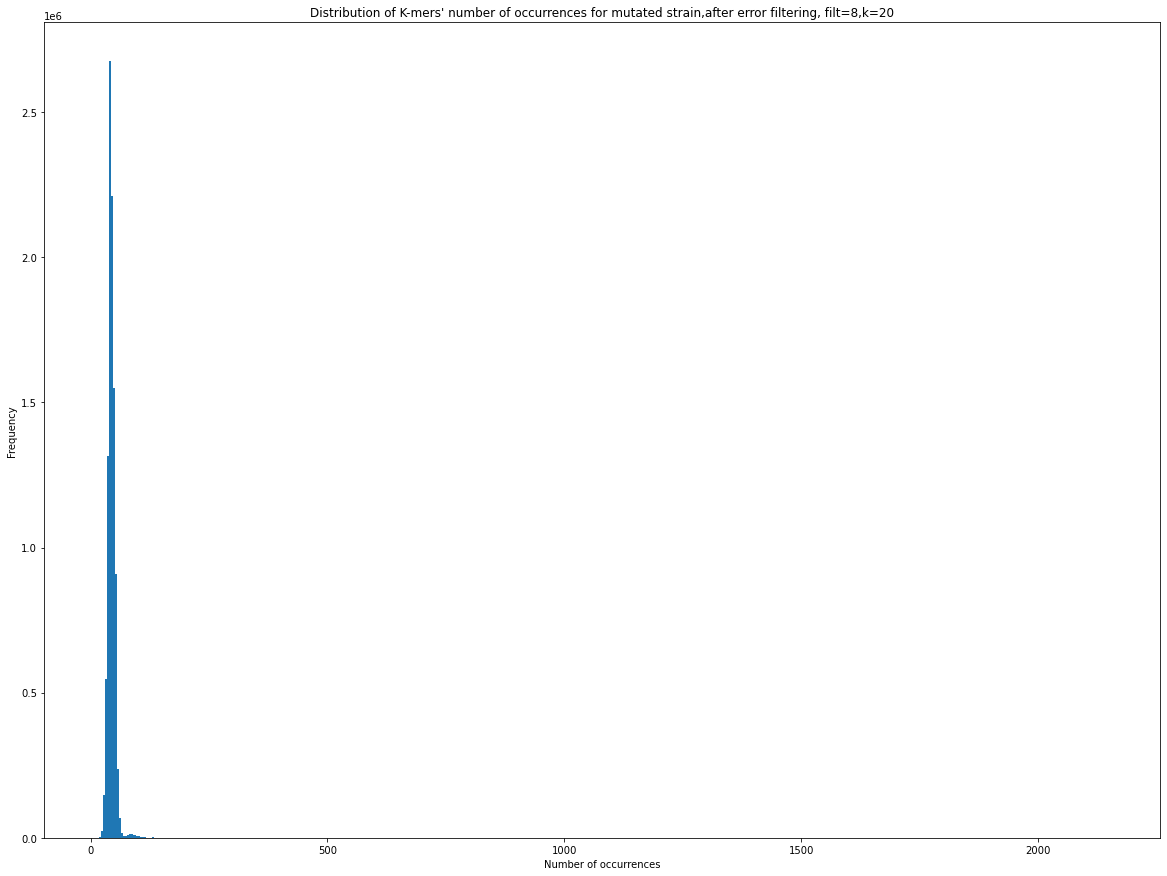 Distribution of K-mers' number of occurrences for mutated strain,after error filtering, filt=8,k=20
1e6
2.5
2.0
1.5
1.0
0.5
0.0
Frequency
0 500 1000 1500 2000
Number of occurrences